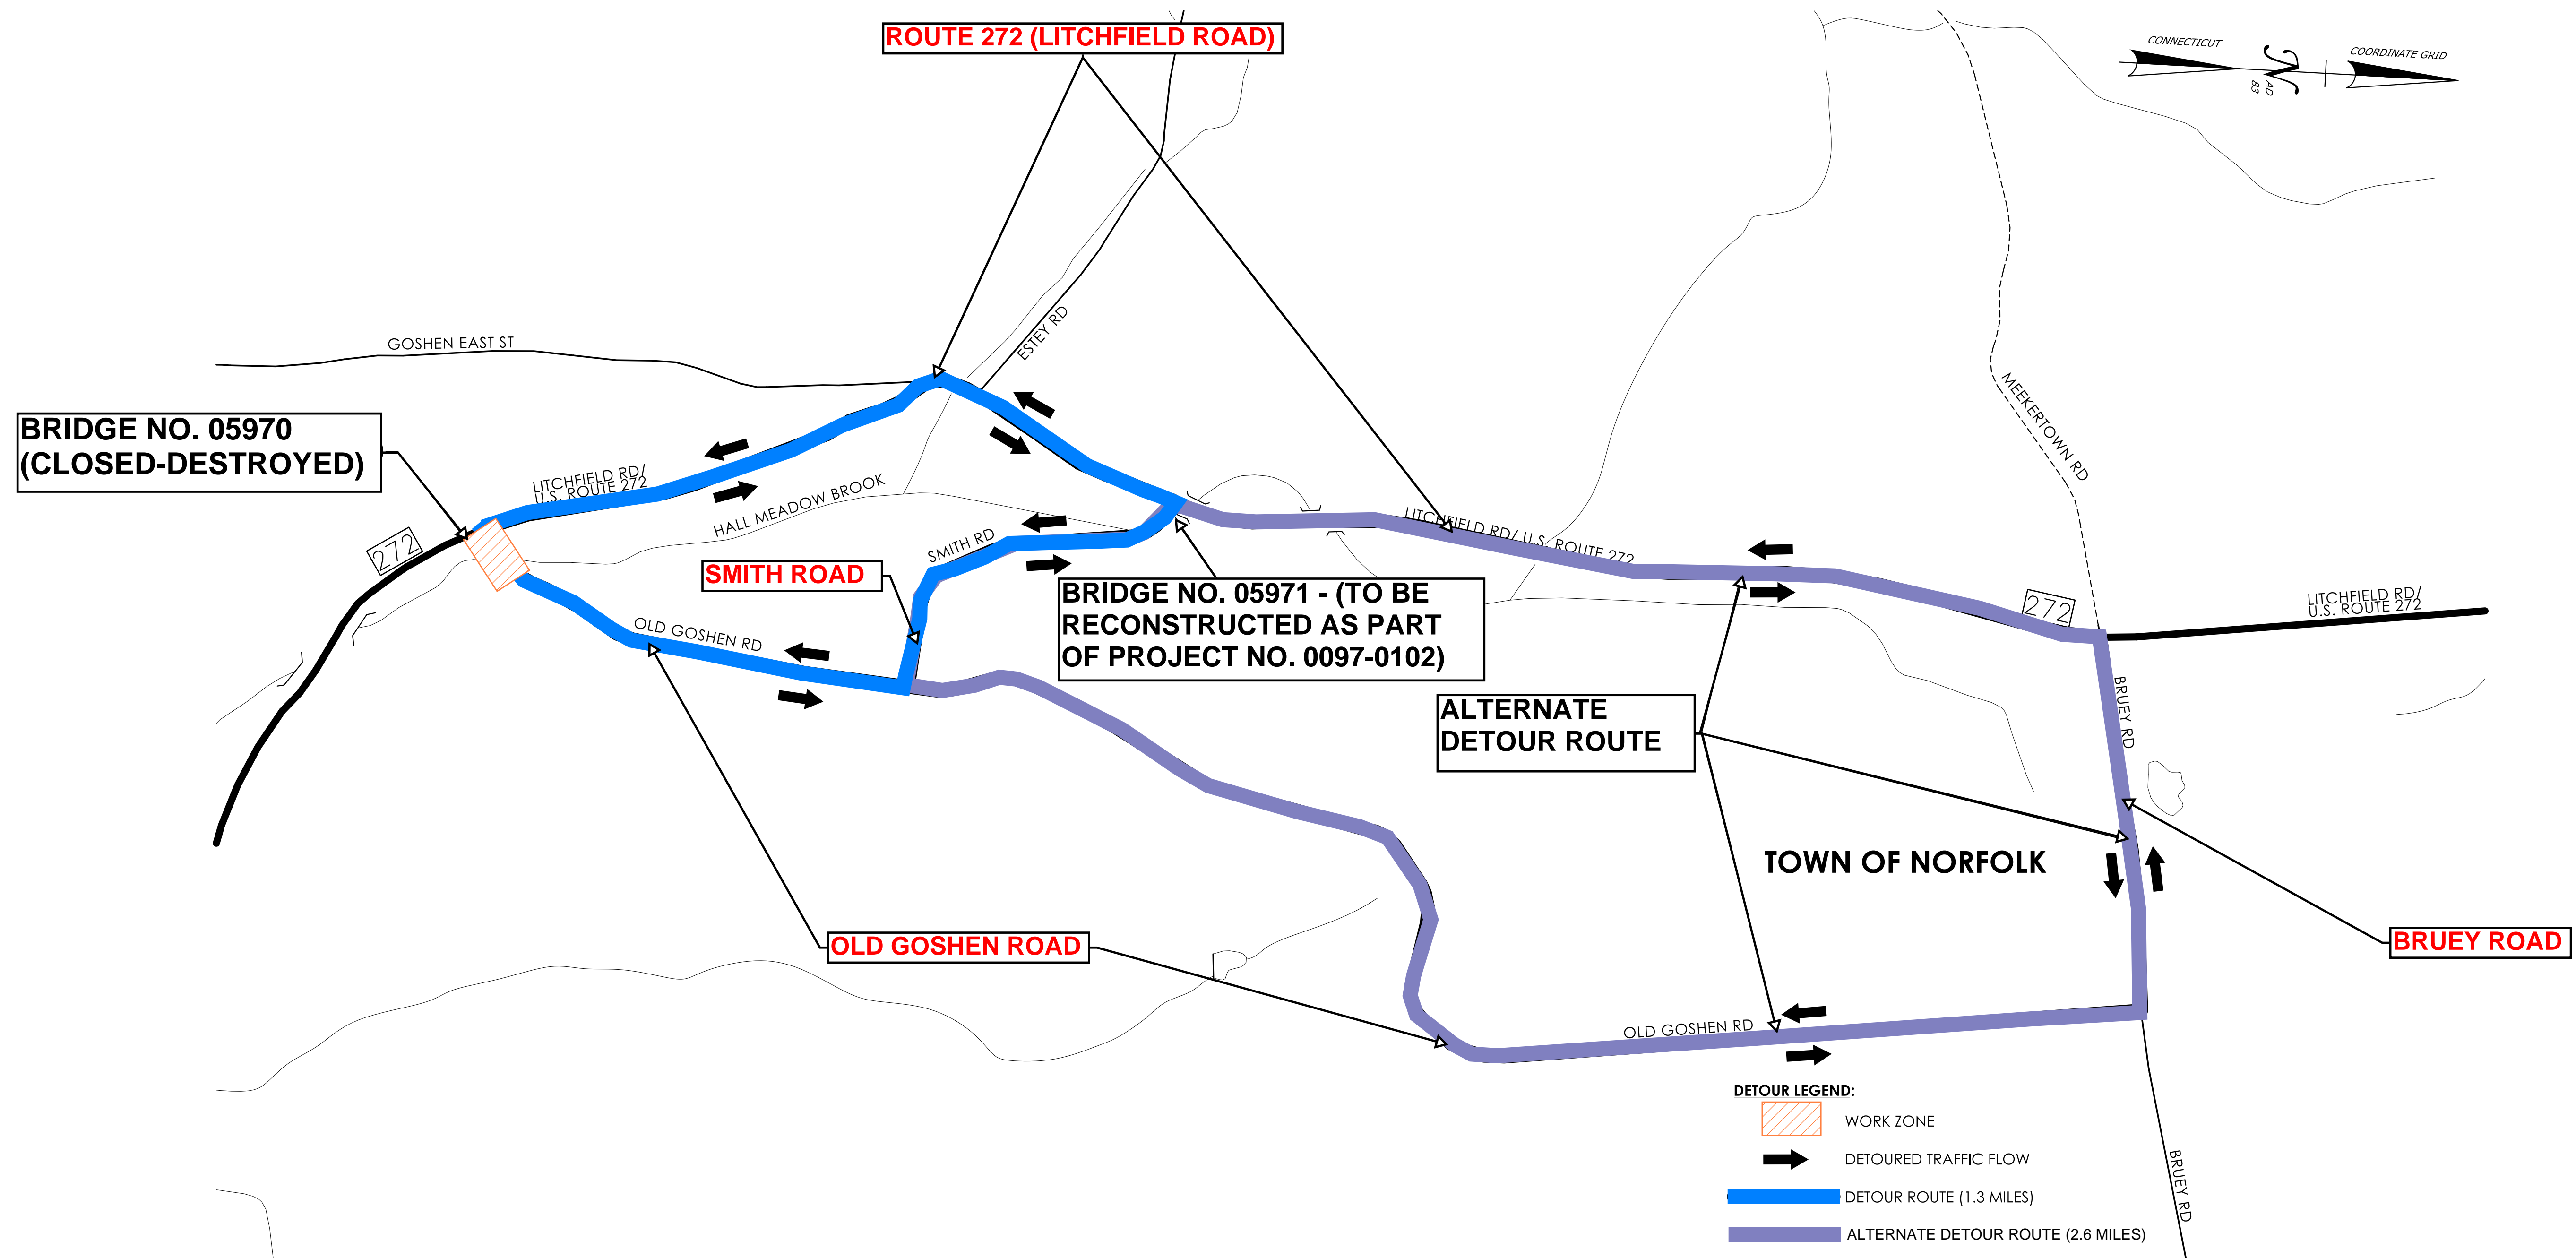 ROUTE 272 (LITCHFIELD ROAD)
CONNECTICUT
COORDINATE GRID
N
AD
83
GOSHEN EAST ST
ESTEY RD
MEEKERTOWN RD
BRIDGE NO. 05970
(CLOSED-DESTROYED)
LITCHFIELD RD/
U.S. ROUTE 272
HALL MEADOW BROOK
272
SMITH RD
LITCHFIELD RD/ U.S. ROUTE 272
SMITH ROAD
BRIDGE NO. 05971 - (TO BE
RECONSTRUCTED AS PART
OF PROJECT NO. 0097-0102)
272
LITCHFIELD RD/
U.S. ROUTE 272
OLD GOSHEN RD
BRUEY RD
ALTERNATE
DETOUR ROUTE
TOWN OF NORFOLK
OLD GOSHEN ROAD
BRUEY ROAD
OLD GOSHEN RD
DETOUR LEGEND:
WORK ZONE
DETOURED TRAFFIC FLOW
DETOUR ROUTE (1.3 MILES)
ALTERNATE DETOUR ROUTE (2.6 MILES)
BRUEY RD